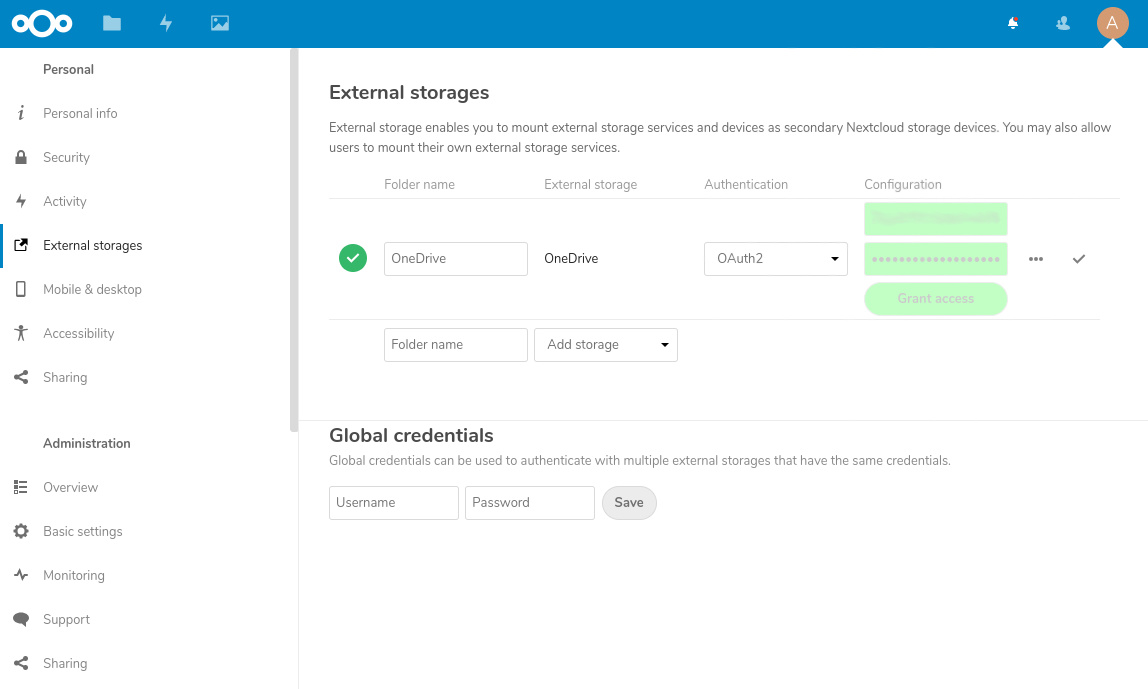 A
Personal
Personal info
Security
Activity
External storages
Mobile & desktop
Accessibility
Sharing
Administration
Overview
Basic settings
Monitoring
Support
Sharing
External storages
External storage enables you to mount external storage services and devices as secondary Nextcloud storage devices. You may also allow
users to mount their own external storage services.
Folder name External storage Authentication Configuration
OneDrive OneDrive OAuth2
Grant access
Folder name Add storage
Global credentials
Global credentials can be used to authenticate with multiple external storages that have the same credentials.
Username Password Save